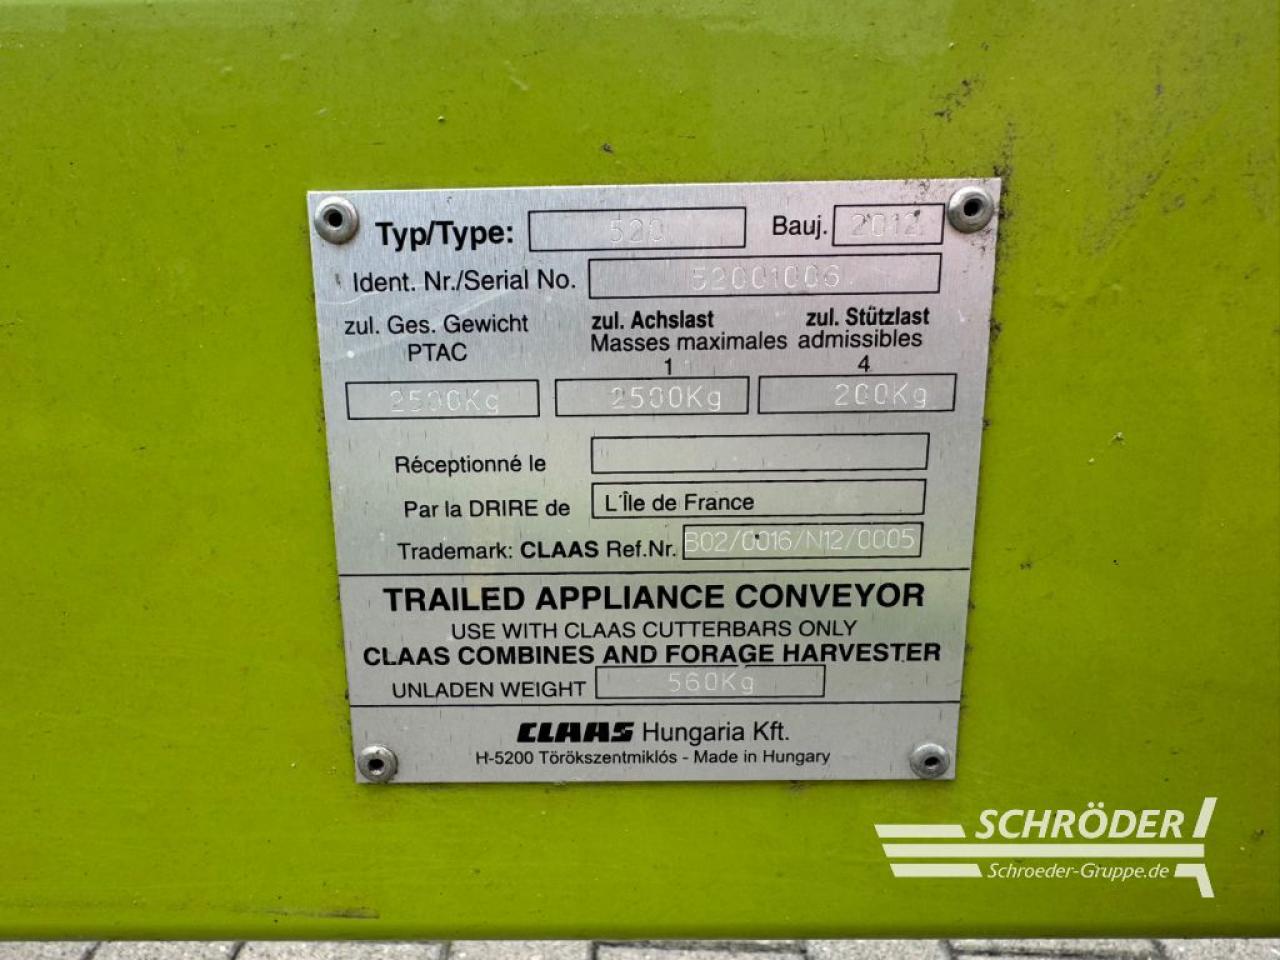 Typ/Type: 520 Bauj. 2012
Ident. Nr./Serial No. 52001006
zul. Ges. Gewicht zul. Achslast zul. Stützlast
PTAC Masses maximales admissibles
1 4
2500Kg 2500Kg 200Kg
Réceptionné le
Par la DRIRE de L'Île de France
Trademark: CLAAS Ref.Nr. B02/0016/N12/0005
TRAILED APPLIANCE CONVEYOR
USE WITH CLAAS CUTTERBARS ONLY
CLAAS COMBINES AND FORAGE HARVESTER
UNLADEN WEIGHT 560Kg
CLAAS Hungaria Kft.
H-5200 Törökszentmiklós - Made in Hungary
SCHRÖDER
Schroeder-Gruppe.de